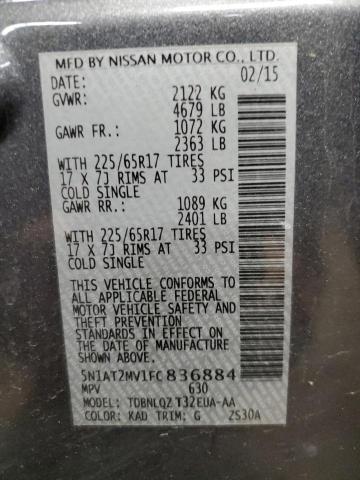 MFD BY NISSAN MOTOR CO., LTD.
DATE: 02/15
GVWR: 2122 KG
4679 LB
GAWR FR.: 1072 KG
2363 LB
WITH 225/65R17 TIRES
17 X 7J RIMS AT 33 PSI
COLD SINGLE
GAWR RR.: 1089 KG
2401 LB
WITH 225/65R17 TIRES
17 X 7J RIMS AT 33 PSI
COLD SINGLE
THIS VEHICLE CONFORMS TO
ALL APPLICABLE FEDERAL
MOTOR VEHICLE SAFETY AND
THEFT PREVENTION
STANDARDS IN EFFECT ON
THE DATE OF MANUFACTURE
SHOWN ABOVE.
5N1AT2MV1FC836884
MPV 630
MODEL: TDBNLQZ T32EUA-AA
COLOR: KAD TRIM: G 2S30A